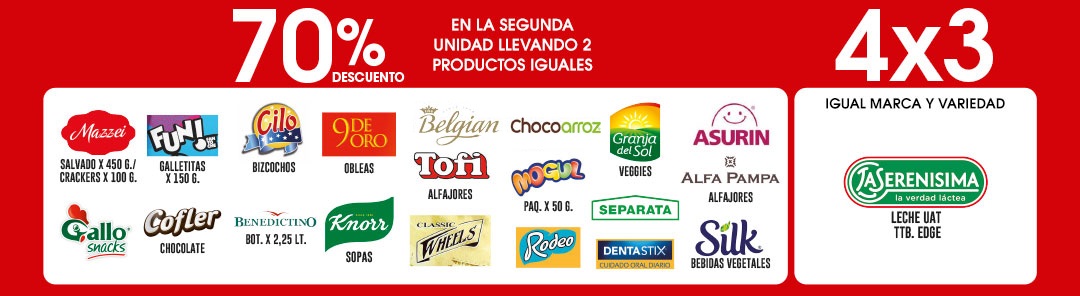 70% DESCUENTO
EN LA SEGUNDA
UNIDAD LLEVANDO 2
PRODUCTOS IGUALES
4x3
Mazzei
SALVADO X 450 G./
CRACKERS X 100 G.
FUN!
GALLETITAS
X 150 G.
Cilo
BIZCOCHOS
9 DE
ORO
OBLEAS
Belgian
Tofi
ALFAJORES
Chocoarroz
MOGUL
PAQ. X 50 G.
Granja
del Sol
VEGGIES
ASURIN
ALFA PAMPA
ALFAJORES
Gallo
snacks
Cofler
CHOCOLATE
BENEDICTINO
BOT. X 2,25 LT.
Knorr
SOPAS
CLASSIC
WHEELS
Rodeo
SEPARATA
DENTASTIX
CUIDADO ORAL DIARIO
Silk
BEBIDAS VEGETALES
IGUAL MARCA Y VARIEDAD
LA SERENISIMA
la verdad láctea
LECHE UAT
TTB. EDGE